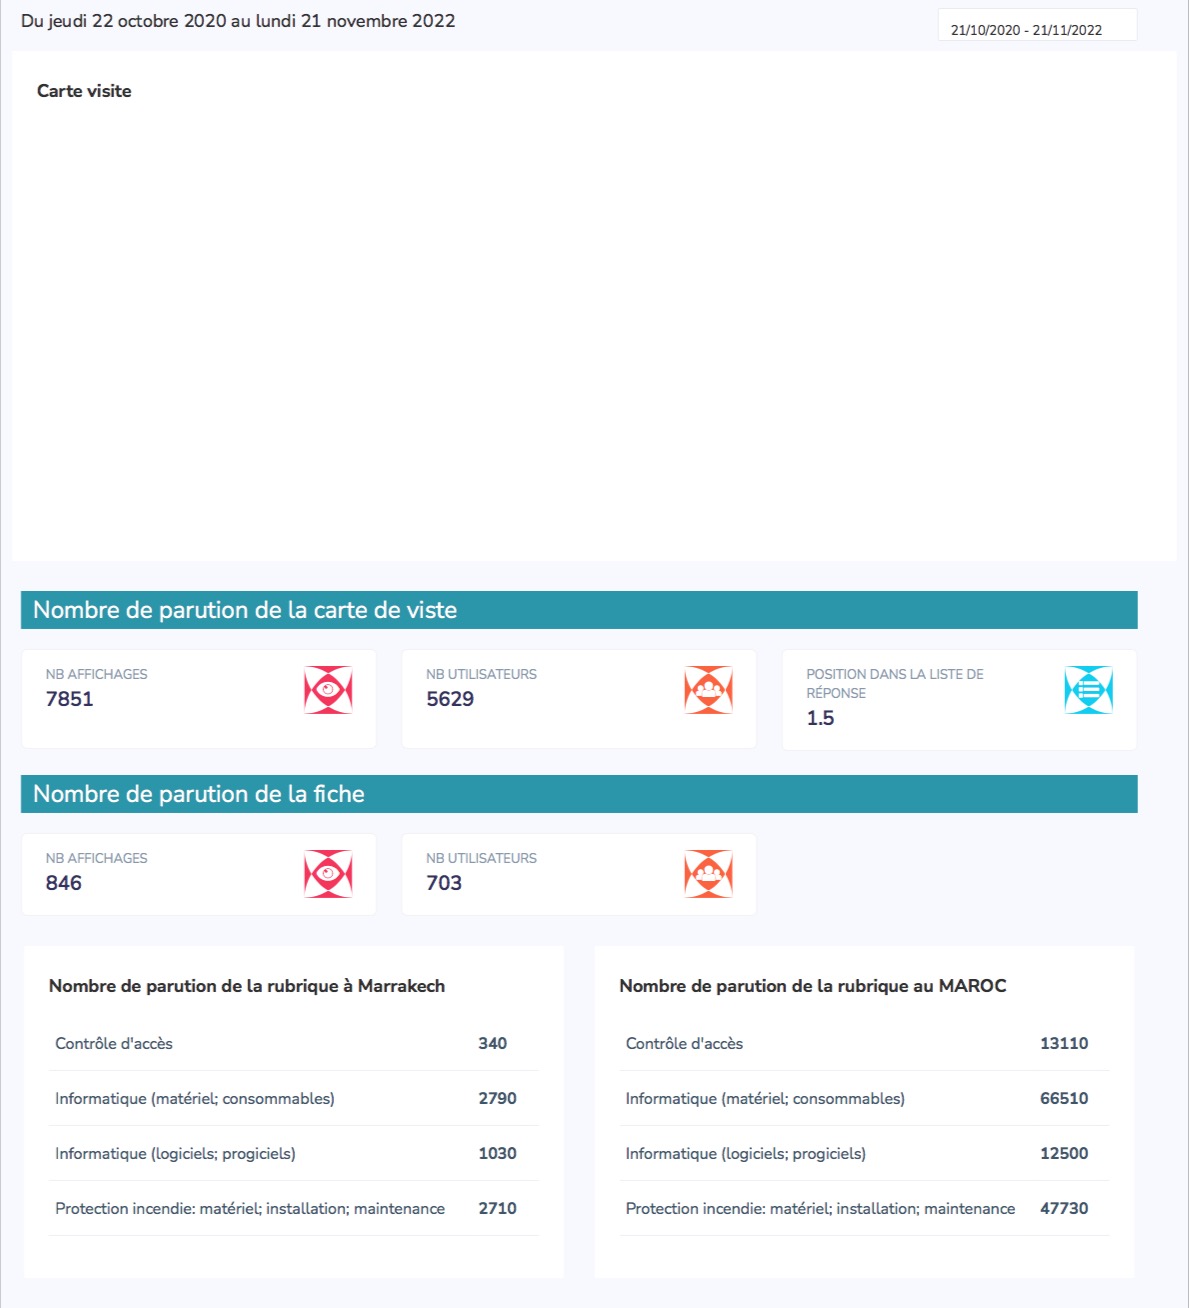 Du jeudi 22 octobre 2020 au lundi 21 novembre 2022
21/10/2020 - 21/11/2022
Carte visite
Nombre de parution de la carte de viste
NB AFFICHAGES
7851
NB UTILISATEURS
5629
POSITION DANS LA LISTE DE
RÉPONSE
1.5
Nombre de parution de la fiche
NB AFFICHAGES
846
NB UTILISATEURS
703
Nombre de parution de la rubrique à Marrakech
Contrôle d'accès 340
Informatique (matériel; consommables) 2790
Informatique (logiciels; progiciels) 1030
Protection incendie: matériel; installation; maintenance 2710
Nombre de parution de la rubrique au MAROC
Contrôle d'accès 13110
Informatique (matériel; consommables) 66510
Informatique (logiciels; progiciels) 12500
Protection incendie: matériel; installation; maintenance 47730